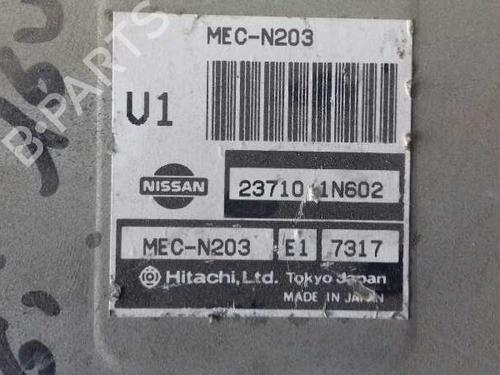 MEC-N203
V1
NISSAN
23710 1N602
MEC-N203 E1 7317
Hitachi, Ltd. Tokyo Japan
MADE IN JAPAN
B-PARTS